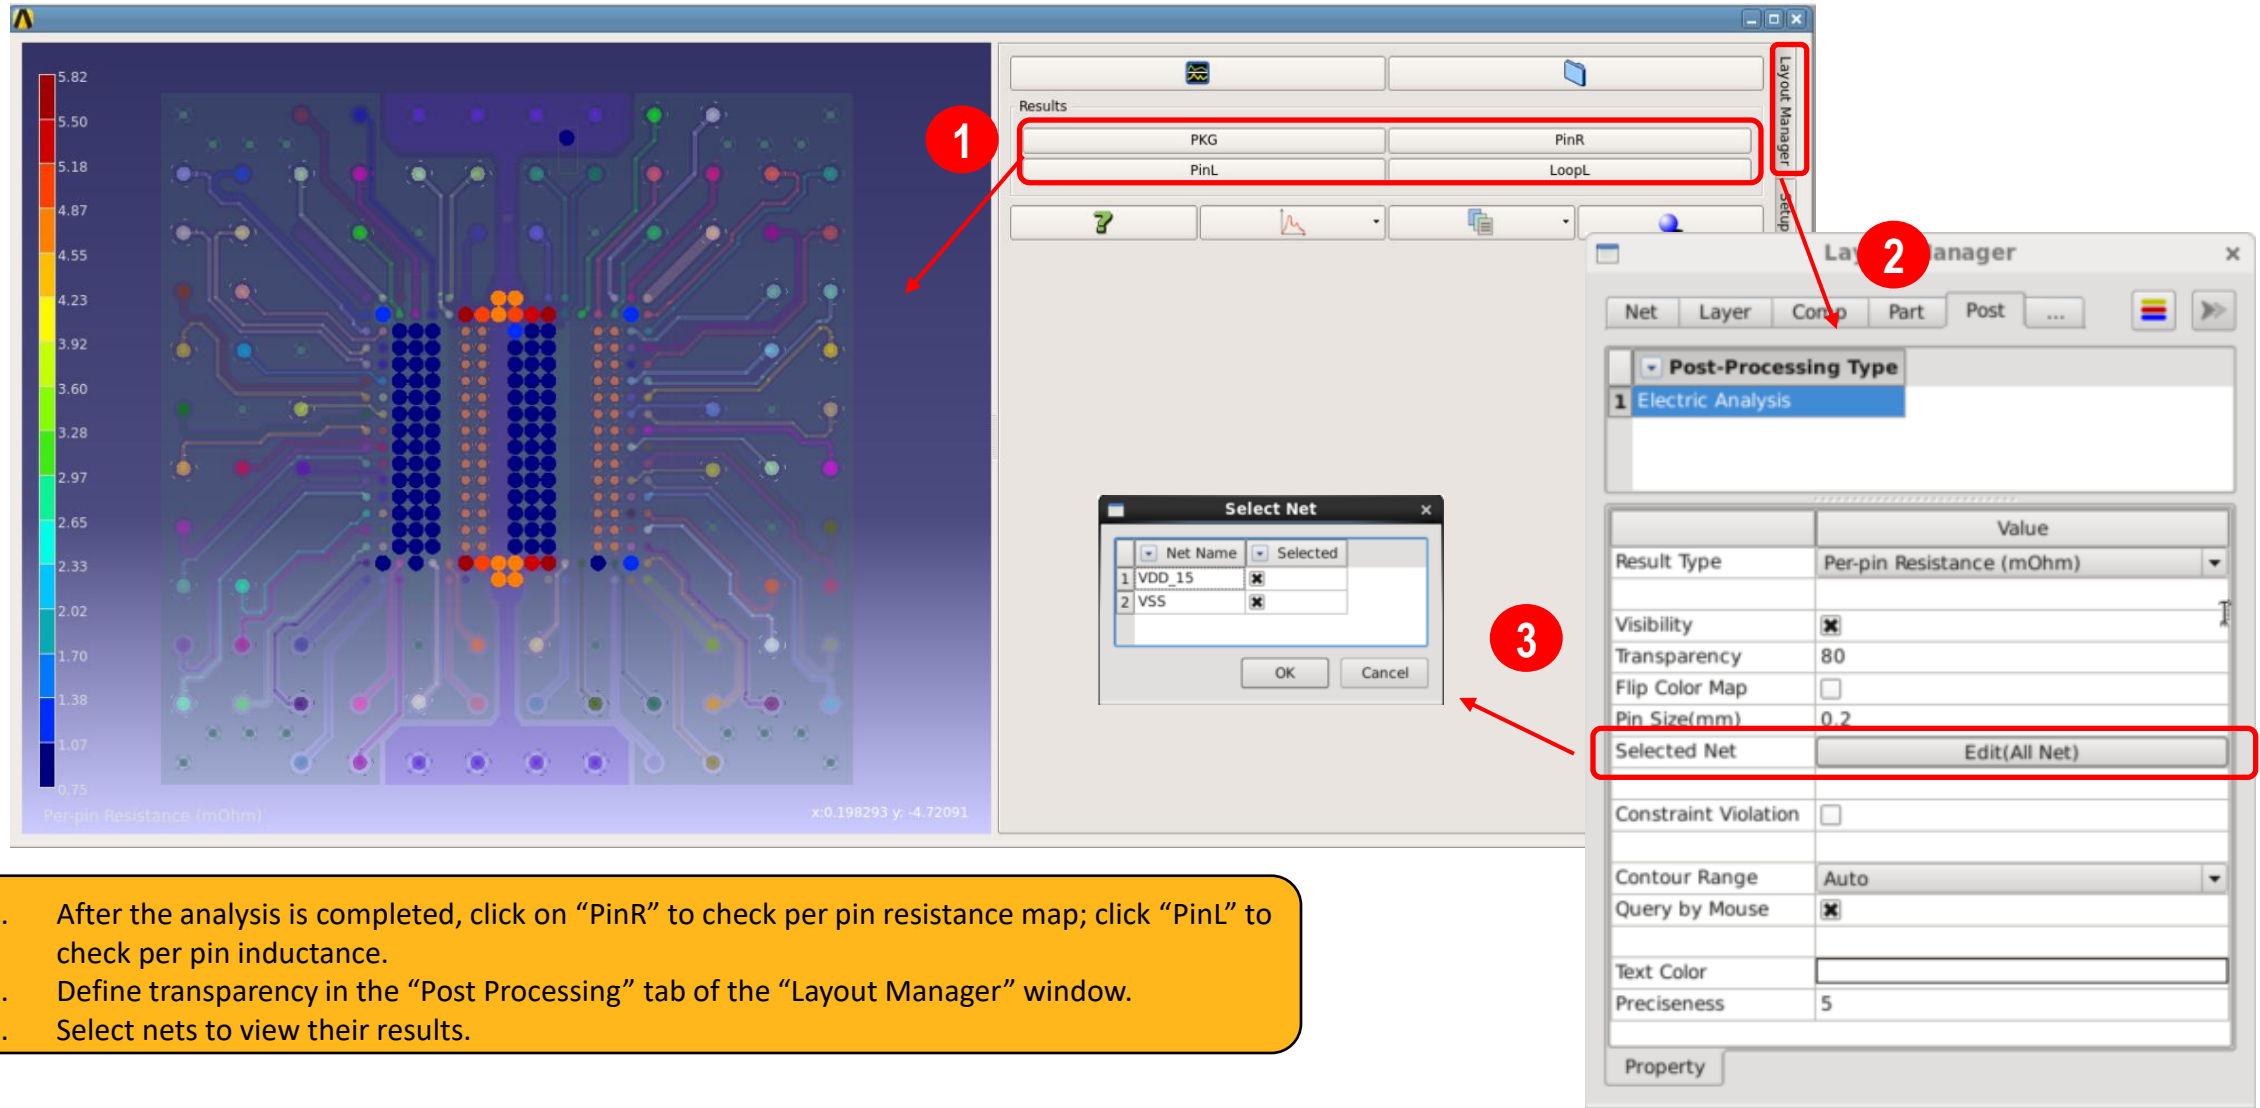 5.82
5.50
5.18
4.87
4.55
4.23
3.92
3.60
3.28
2.97
2.65
2.33
2.02
1.70
1.38
1.07
0.75
Per-pin Resistance (mOhm)
x:0.198293 y: -4.72091
1
Results
PKG
PinR
PinL
LoopL
Layout Manager
Setup
2
Net Layer Comp Part Post ...
Post-Processing Type
1 Electric Analysis
Value
Result Type Per-pin Resistance (mOhm)
Visibility
Transparency 80
Flip Color Map
Pin Size(mm) 0.2
Selected Net Edit(All Net)
Constraint Violation
Contour Range Auto
Query by Mouse
Text Color
Preciseness 5
Property
Select Net
Net Name Selected
1 VDD_15
2 VSS
OK Cancel
3
. After the analysis is completed, click on “PinR” to check per pin resistance map; click “PinL” to
check per pin inductance.
. Define transparency in the “Post Processing” tab of the “Layout Manager” window.
. Select nets to view their results.